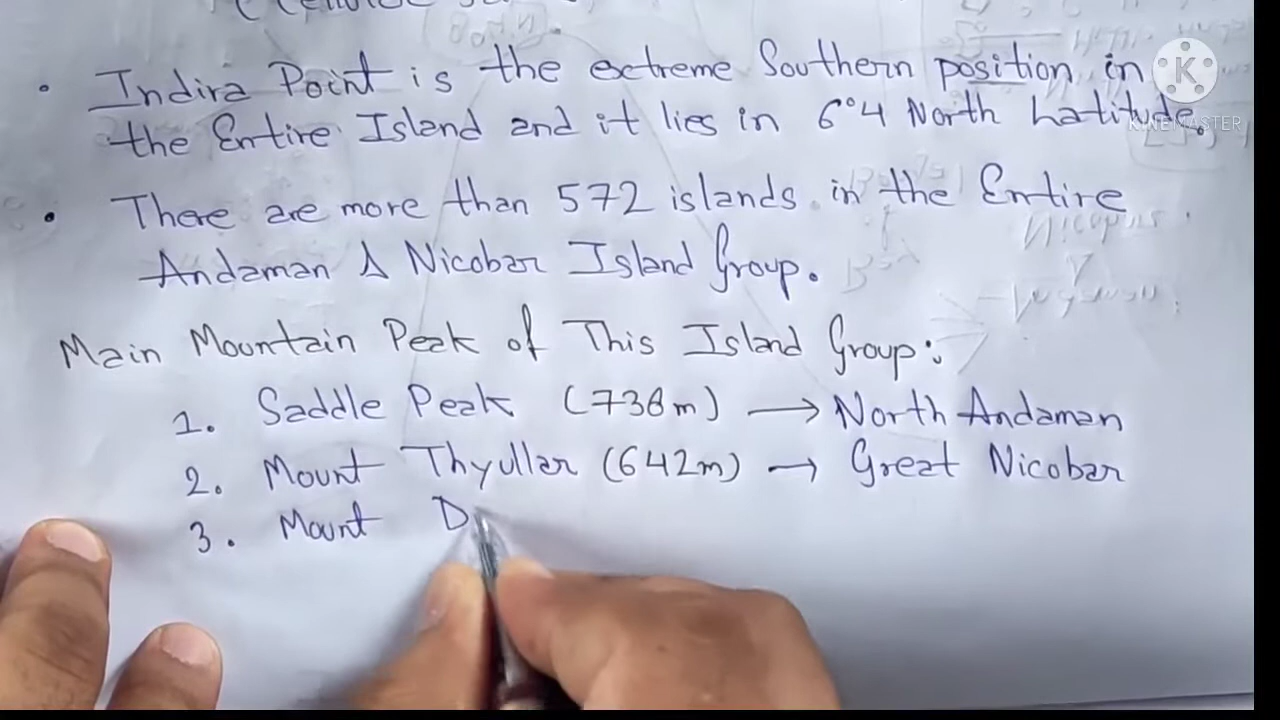 • Indira Point is the extreme Southern position in
the Entire Island and it lies in 6°4 North Latitude.
• There are more than 572 islands in the Entire
Andaman & Nicobar Island Group.
Main Mountain Peak of This Island Group:
1. Saddle Peak (738m) → North Andaman
2. Mount Thyullar (642m) → Great Nicobar
3. Mount D
K
KINEMASTER